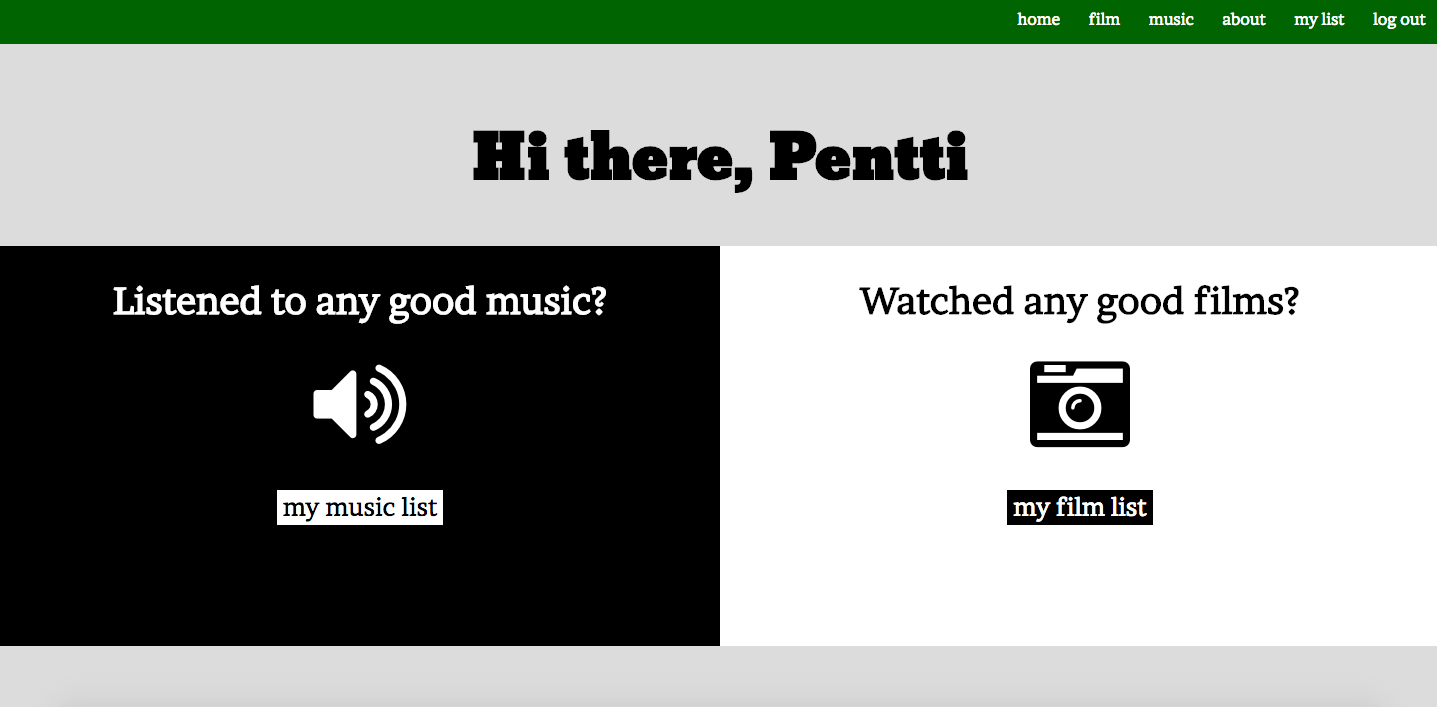 home film music about my list log out
Hi there, Pentti
Listened to any good music?
my music list
Watched any good films?
my film list